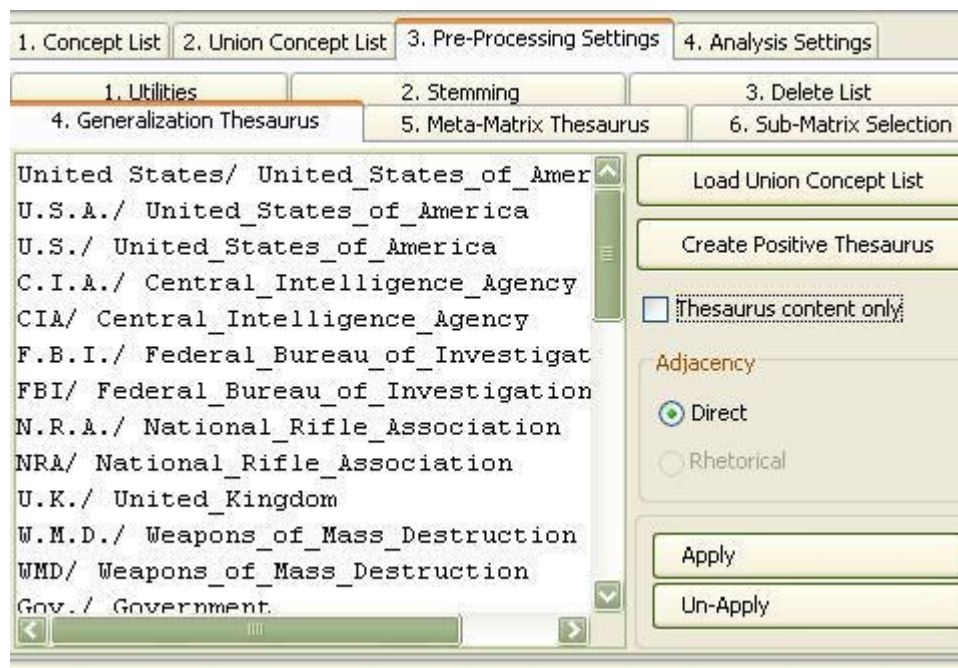 1. Concept List 2. Union Concept List 3. Pre-Processing Settings 4. Analysis Settings
1. Utilities 2. Stemming 3. Delete List
4. Generalization Thesaurus 5. Meta-Matrix Thesaurus 6. Sub-Matrix Selection
United States/ United_States_of_Amer
U.S.A./ United_States_of_America
U.S./ United_States_of_America
C.I.A./ Central_Intelligence_Agency
CIA/ Central_Intelligence_Agency
F.B.I./ Federal_Bureau_of_Investigat
FBI/ Federal_Bureau_of_Investigation
N.R.A./ National_Rifle_Association
NRA/ National_Rifle_Association
U.K./ United_Kingdom
W.M.D./ Weapons_of_Mass_Destruction
WMD/ Weapons_of_Mass_Destruction
Gov./ Government
Load Union Concept List
Create Positive Thesaurus
Thesaurus content only
Adjacency
Direct
Rhetorical
Apply
Un-Apply